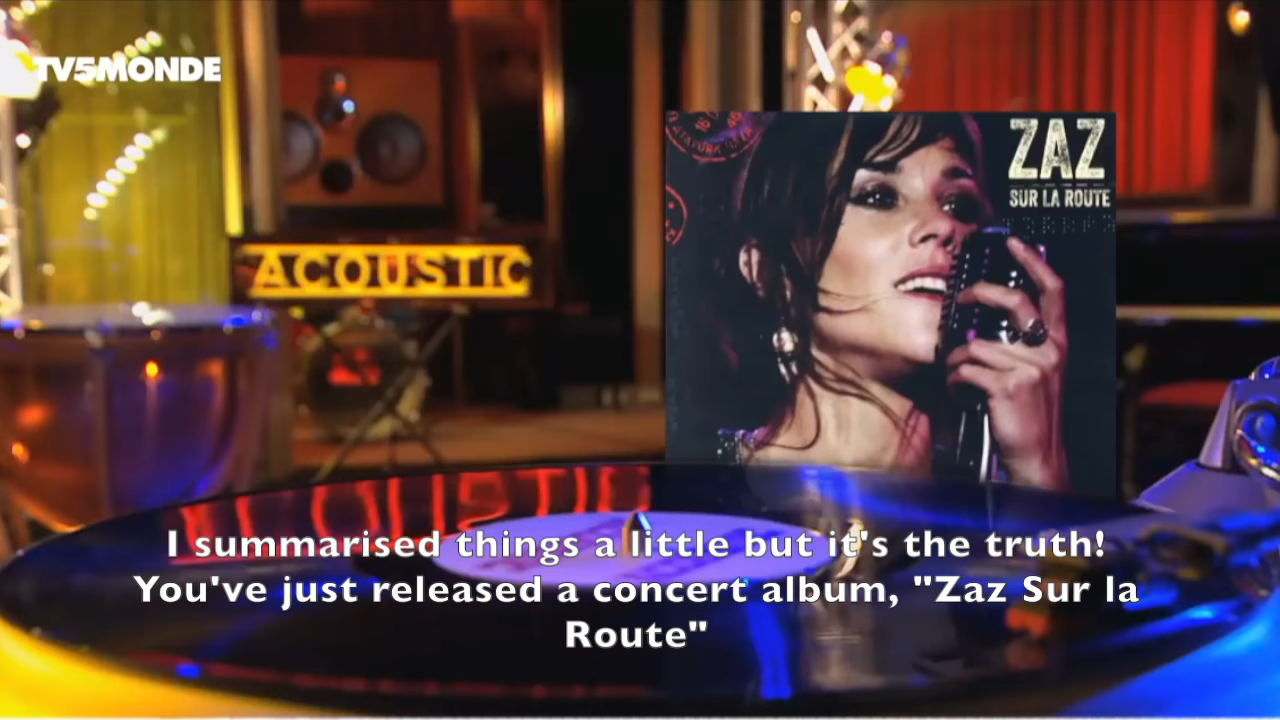 TV5MONDE
ZAZ
SUR LA ROUTE
ACOUSTIC
I summarised things a little but it's the truth!
You've just released a concert album, "Zaz Sur la
Route"